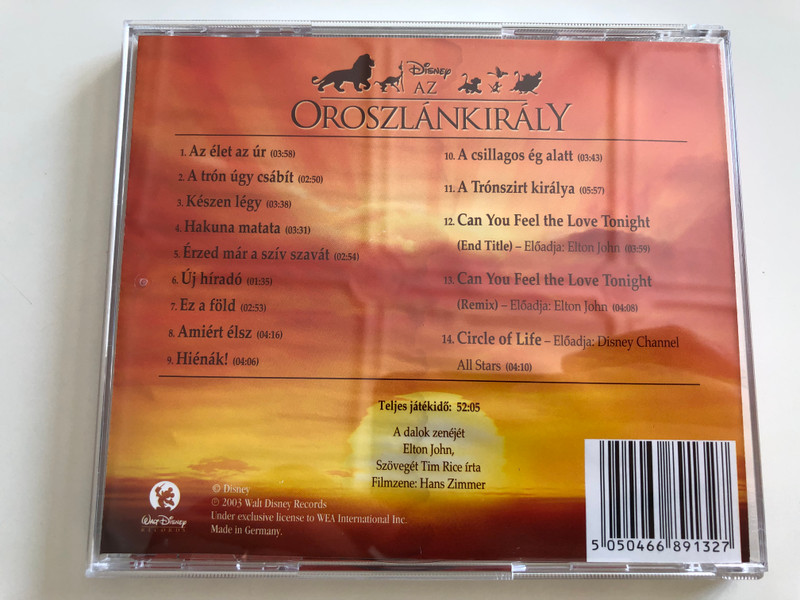 Disney
AZ
OROSZLÁNKIRÁLY
1. Az élet az úr (03:58)
2. A trón úgy csábít (02:50)
3. Készen légy (03:38)
4. Hakuna matata (03:31)
5. Érzed már a szív szavát (02:54)
6. Új híradó (01:35)
7. Ez a föld (02:53)
8. Amiért élsz (04:16)
9. Hiénák! (04:06)
10. A csillagos ég alatt (03:43)
11. A Trónszirt királya (05:57)
12. Can You Feel the Love Tonight
(End Title) – Előadja: Elton John (03:59)
13. Can You Feel the Love Tonight
(Remix) – Előadja: Elton John (04:08)
14. Circle of Life – Előadja: Disney Channel
All Stars (04:10)
Teljes játékidő: 52:05
A dalok zenéjét
Elton John,
Szövegét Tim Rice írta
Filmzene: Hans Zimmer
WALT DISNEY
RECORDS
© Disney
℗ 2003 Walt Disney Records
Under exclusive license to WEA International Inc.
Made in Germany.
5 050466 891327